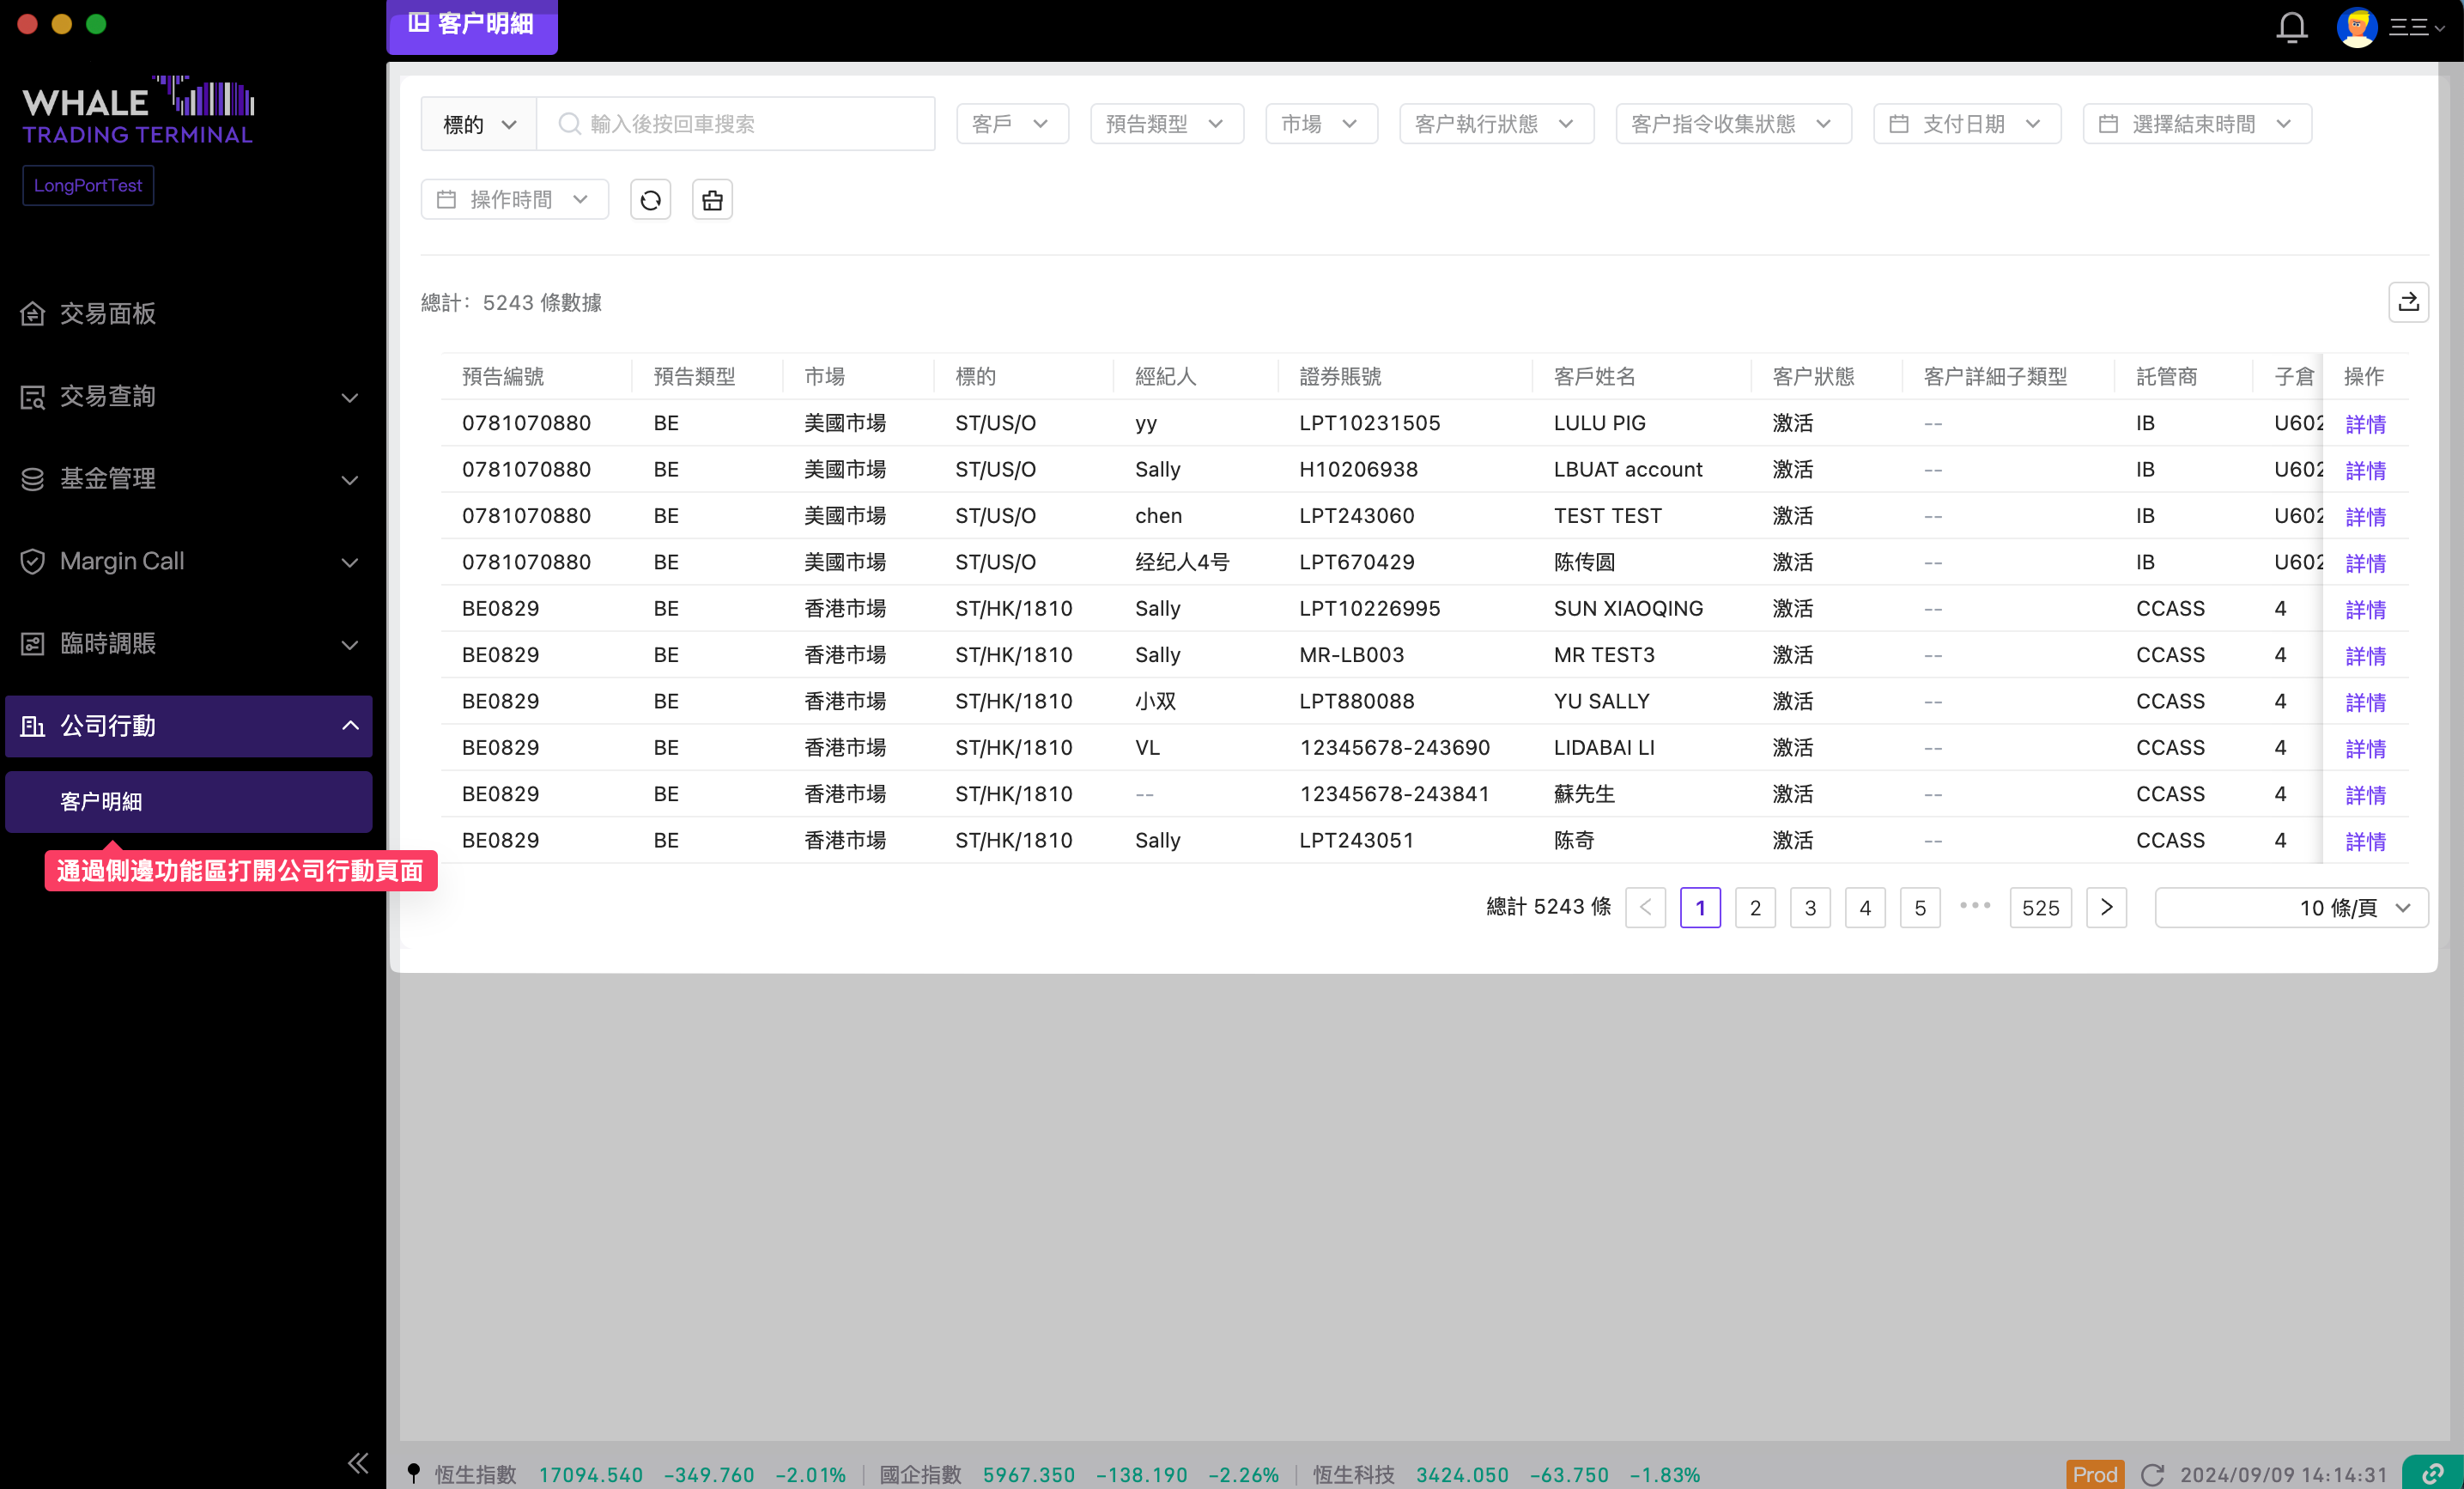 客户明細
三三
WHALE
TRADING TERMINAL
LongPortTest
交易面板
交易查詢
基金管理
Margin Call
臨時調賬
公司行動
客户明細
通過側邊功能區打開公司行動頁面
標的 輸入後按回車搜索 客戶 預告類型 市場 客户執行狀態 客户指令收集狀態 支付日期 選擇結束時間
操作時間
總計：5243 條數據
預告編號 預告類型 市場 標的 經紀人 證券賬號 客戶姓名 客户狀態 客户詳細子類型 託管商 子倉 操作
0781070880 BE 美國市場 ST/US/O yy LPT10231505 LULU PIG 激活 -- IB U602 詳情
0781070880 BE 美國市場 ST/US/O Sally H10206938 LBUAT account 激活 -- IB U602 詳情
0781070880 BE 美國市場 ST/US/O chen LPT243060 TEST TEST 激活 -- IB U602 詳情
0781070880 BE 美國市場 ST/US/O 经纪人4号 LPT670429 陈传圆 激活 -- IB U602 詳情
BE0829 BE 香港市場 ST/HK/1810 Sally LPT10226995 SUN XIAOQING 激活 -- CCASS 4 詳情
BE0829 BE 香港市場 ST/HK/1810 Sally MR-LB003 MR TEST3 激活 -- CCASS 4 詳情
BE0829 BE 香港市場 ST/HK/1810 小双 LPT880088 YU SALLY 激活 -- CCASS 4 詳情
BE0829 BE 香港市場 ST/HK/1810 VL 12345678-243690 LIDABAI LI 激活 -- CCASS 4 詳情
BE0829 BE 香港市場 ST/HK/1810 -- 12345678-243841 蘇先生 激活 -- CCASS 4 詳情
BE0829 BE 香港市場 ST/HK/1810 Sally LPT243051 陈奇 激活 -- CCASS 4 詳情
總計 5243 條 < 1 2 3 4 5 ••• 525 > 10 條/頁
恆生指數 17094.540 -349.760 -2.01% 國企指數 5967.350 -138.190 -2.26% 恆生科技 3424.050 -63.750 -1.83% Prod 2024/09/09 14:14:31